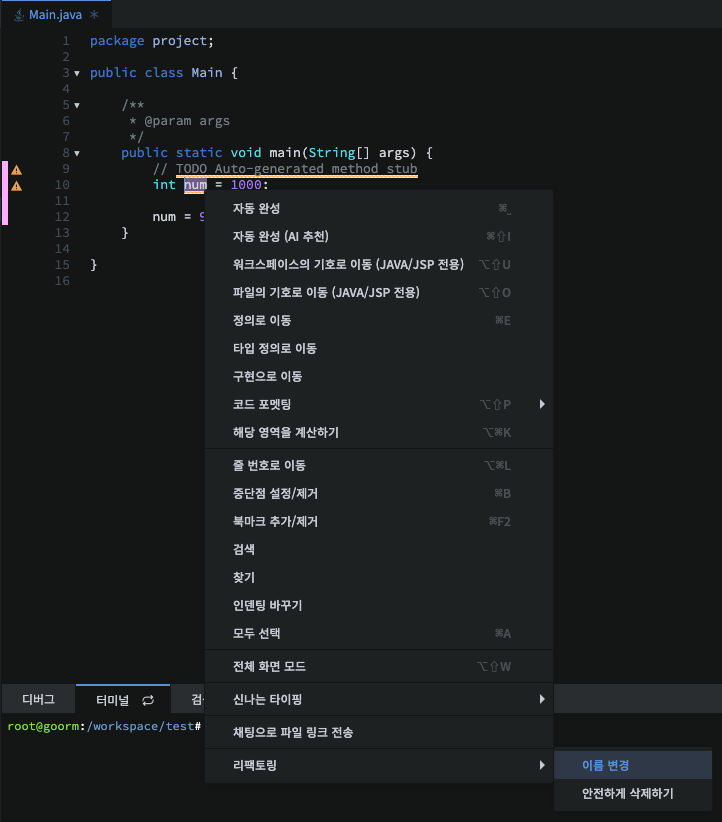 Main.java
1 package project;
2
3 public class Main {
4
5 /**
6 * @param args
7 */
8 public static void main(String[] args) {
9 // TODO Auto-generated method stub
10 int num = 1000:
11
12 num = 9
13 }
14
15 }
16
자동 완성 ⌘_
자동 완성 (AI 추천) ⌘⇧I
워크스페이스의 기호로 이동 (JAVA/JSP 전용) ⌥⇧U
파일의 기호로 이동 (JAVA/JSP 전용) ⌥⇧O
정의로 이동 ⌘E
타입 정의로 이동
구현으로 이동
코드 포멧팅 ⌥⇧P
해당 영역을 계산하기 ⌥⌘K
줄 번호로 이동 ⌥⌘L
중단점 설정/제거 ⌘B
북마크 추가/제거 ⌘F2
검색
찾기
인덴팅 바꾸기
모두 선택 ⌘A
전체 화면 모드 ⌥⇧W
신나는 타이핑
채팅으로 파일 링크 전송
리팩토링
이름 변경
안전하게 삭제하기
디버그 터미널 검
root@goorm:/workspace/test#